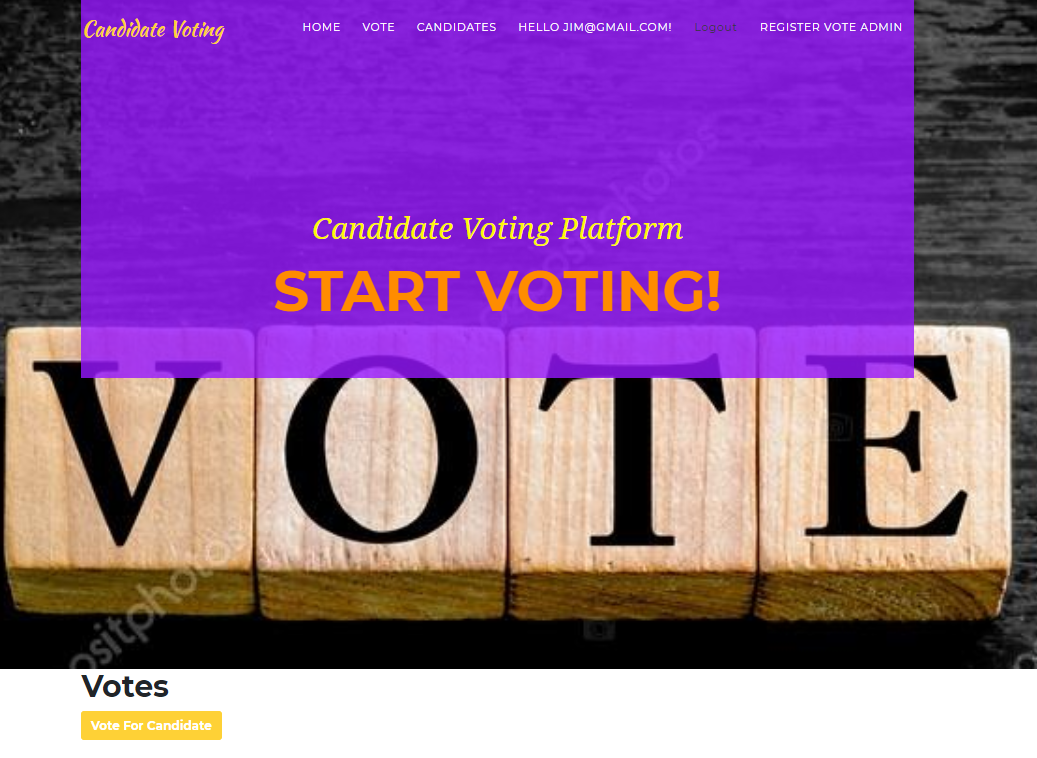 Candidate Voting
HOME VOTE CANDIDATES HELLO JIM@GMAIL.COM! Logout REGISTER VOTE ADMIN
Candidate Voting Platform
START VOTING!
VOTE
Votes
Vote For Candidate